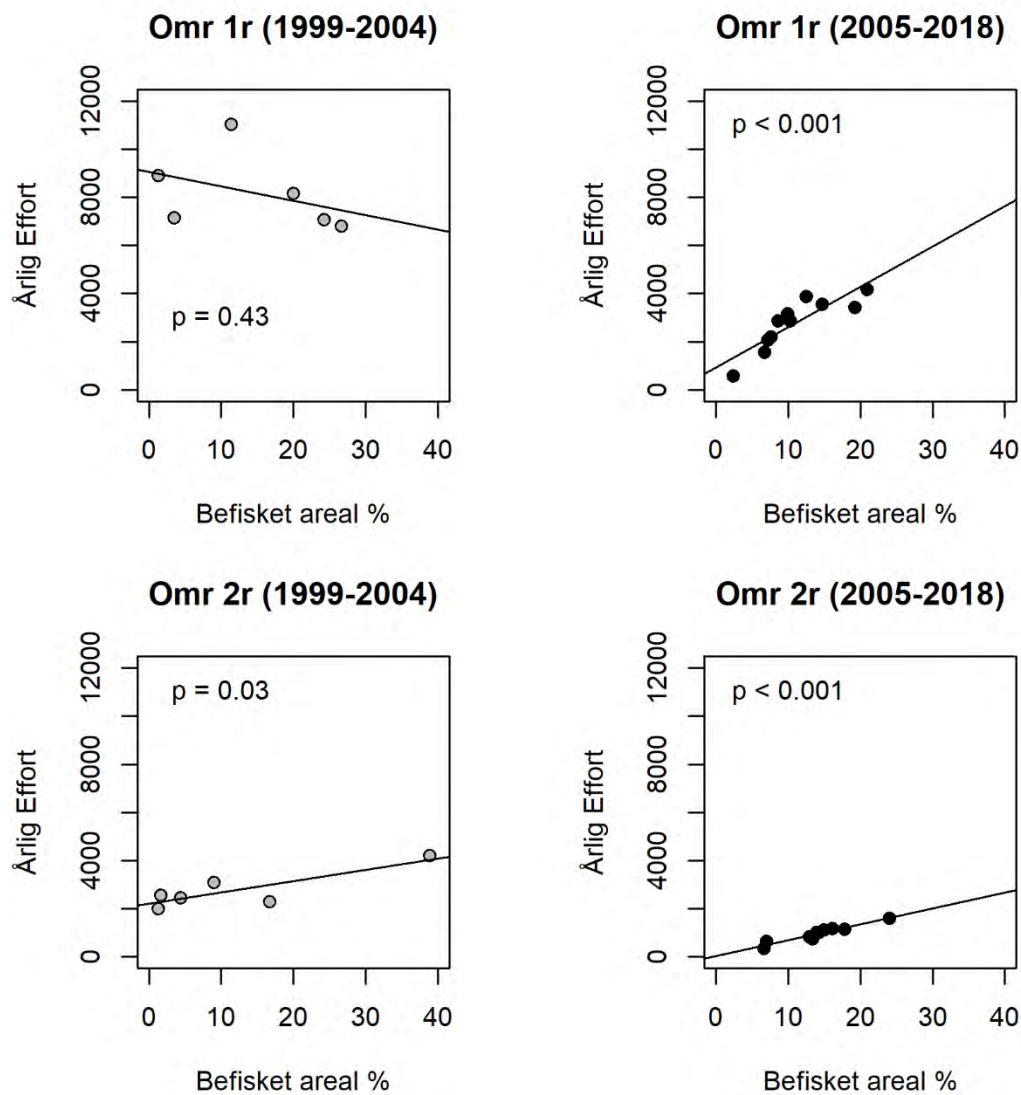 Omr 1r (1999-2004)
Årlig Effort
12000
8000
4000
0
p = 0.43
0 10 20 30 40
Befisket areal %
Omr 1r (2005-2018)
Årlig Effort
12000
8000
4000
0
p < 0.001
0 10 20 30 40
Befisket areal %
Omr 2r (1999-2004)
Årlig Effort
12000
8000
4000
0
p = 0.03
0 10 20 30 40
Befisket areal %
Omr 2r (2005-2018)
Årlig Effort
12000
8000
4000
0
p < 0.001
0 10 20 30 40
Befisket areal %